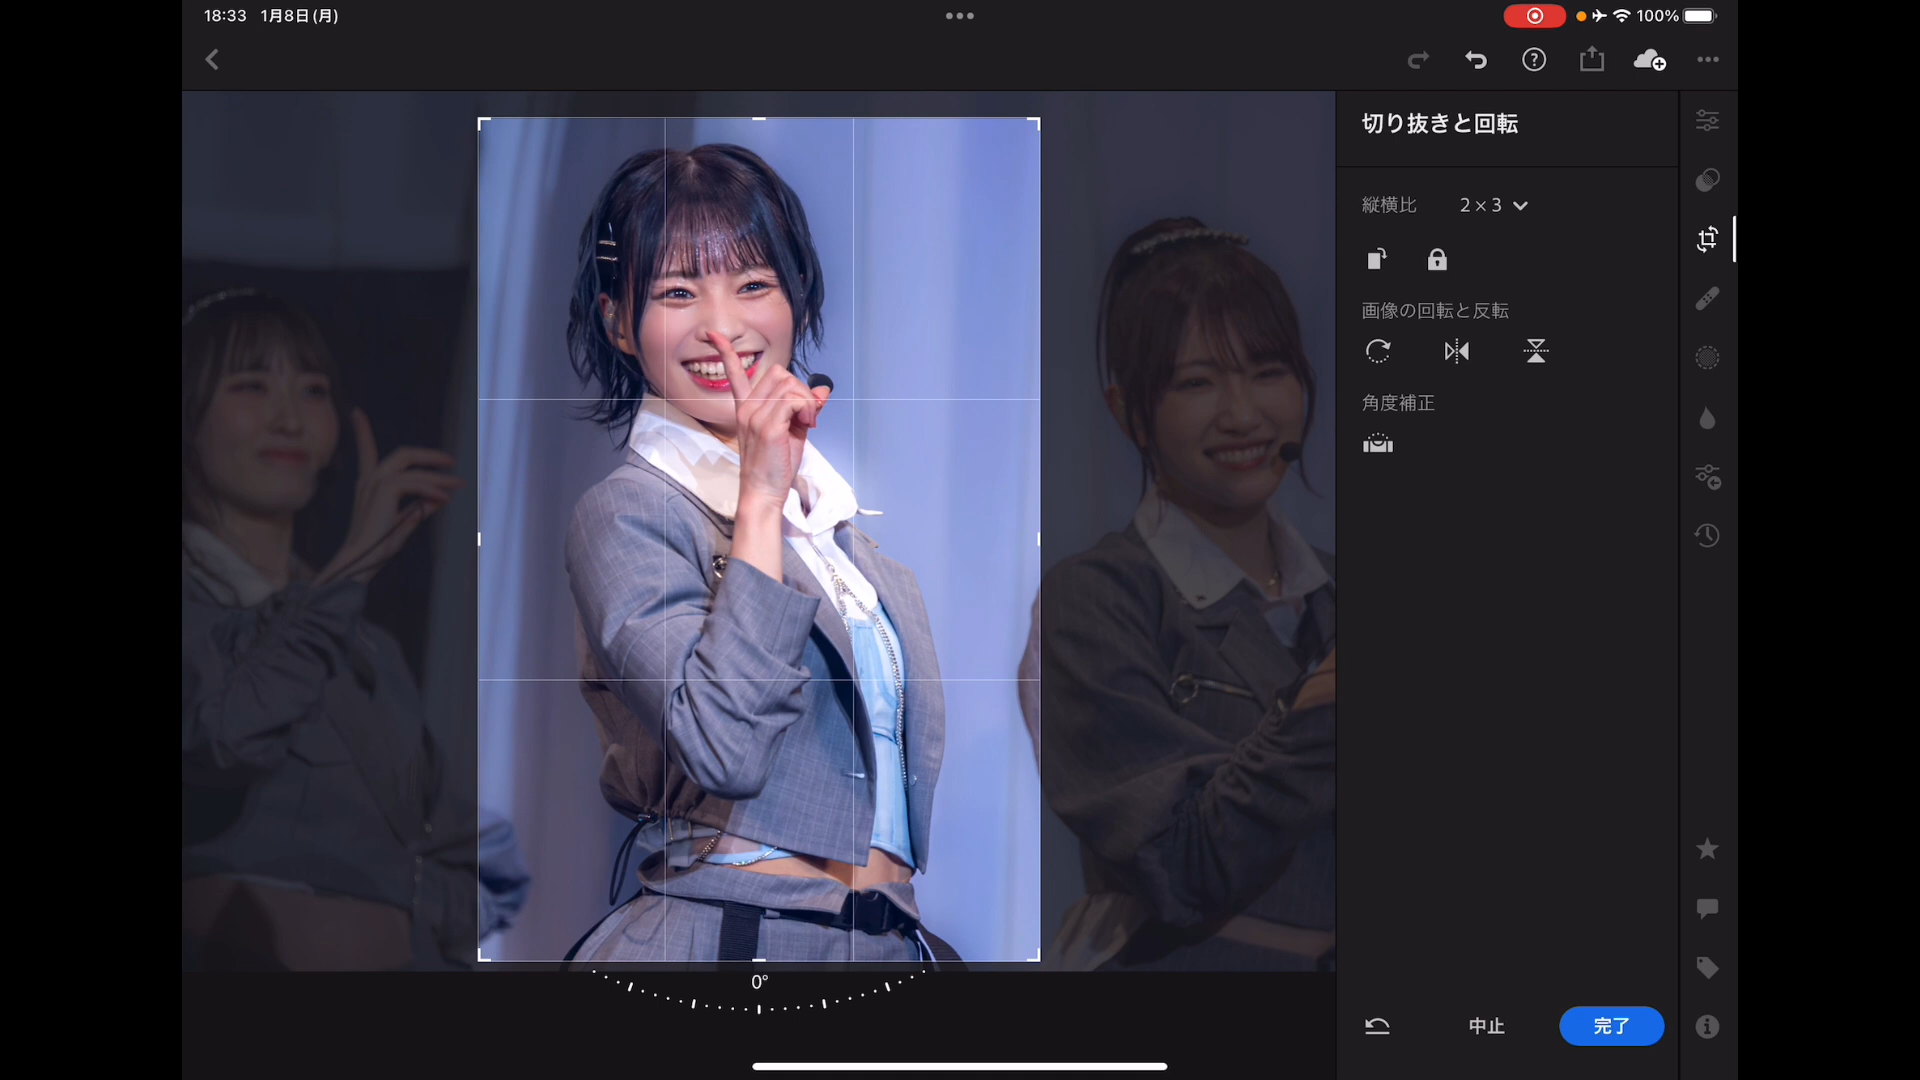 18:33 1月8日(月)
100%
切り抜きと回転
縦横比 2 × 3
画像の回転と反転
角度補正
0°
中止 完了